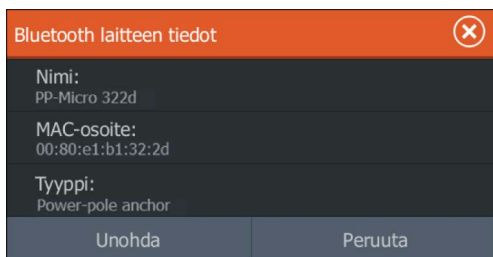 Bluetooth laitteen tiedot
Nimi:
PP-Micro 322d
MAC-osoite:
00:80:e1:b1:32:2d
Tyyppi:
Power-pole anchor
Unohda
Peruuta